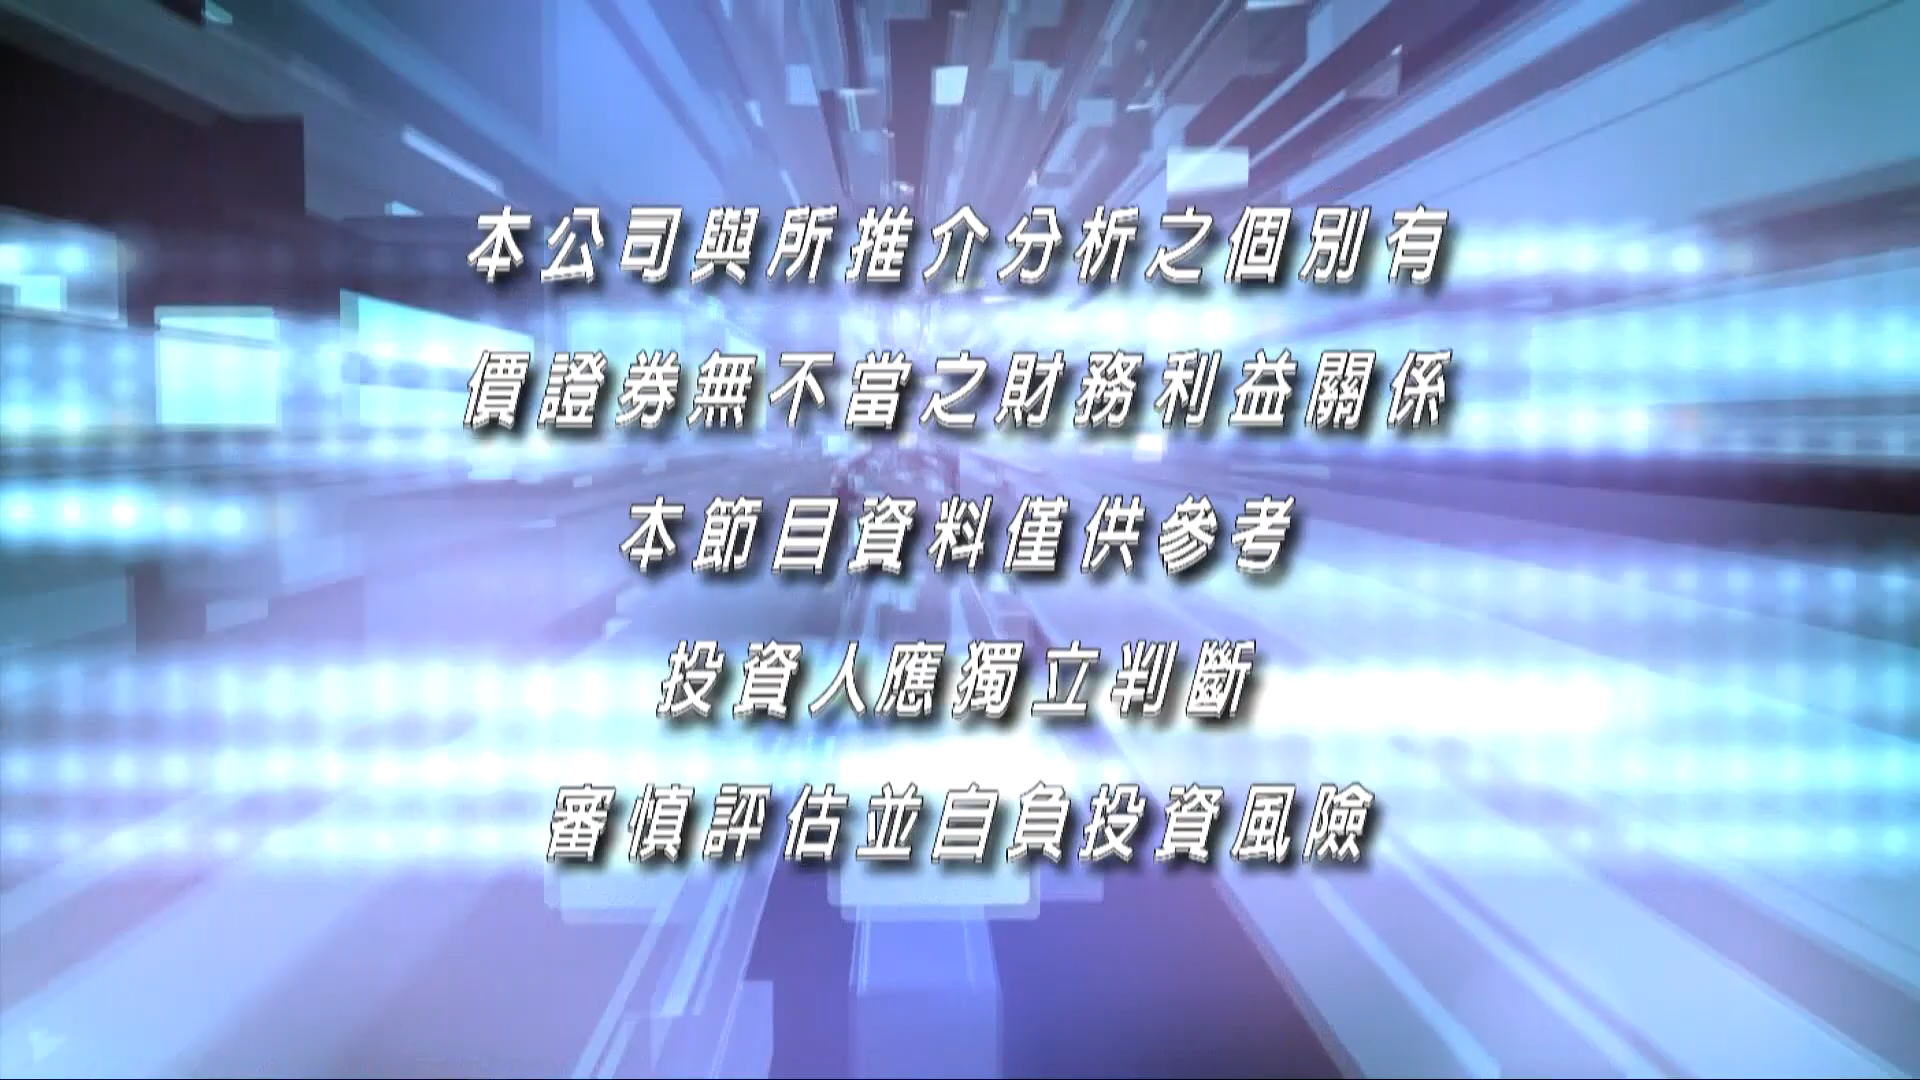 本公司與所推介分析之個別有
價證券無不當之財務利益關係
本節目資料僅供參考
投資人應獨立判斷
審慎評估並自負投資風險